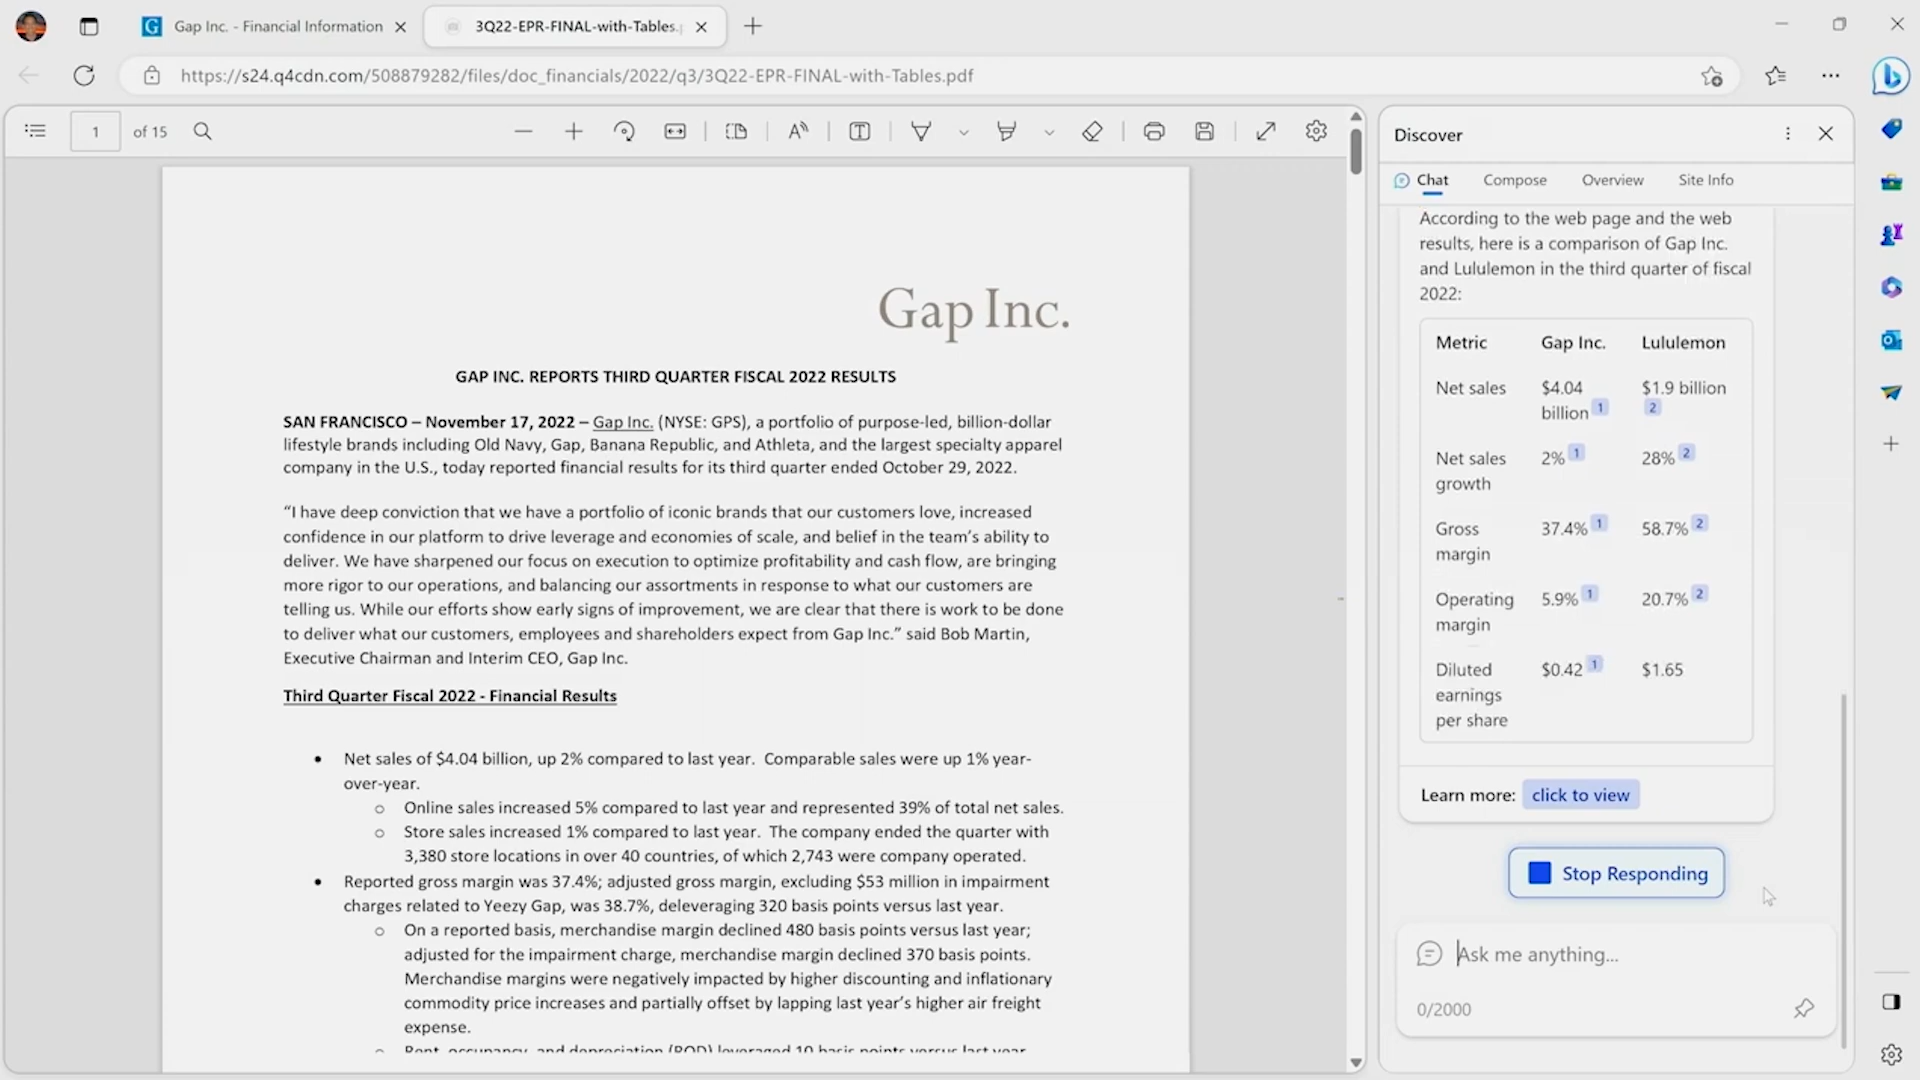 Gap Inc. - Financial Information
3Q22-EPR-FINAL-with-Tables.
https://s24.q4cdn.com/508879282/files/doc_financials/2022/q3/3Q22-EPR-FINAL-with-Tables.pdf
1 of 15
Gap Inc.
GAP INC. REPORTS THIRD QUARTER FISCAL 2022 RESULTS
SAN FRANCISCO – November 17, 2022 – Gap Inc. (NYSE: GPS), a portfolio of purpose-led, billion-dollar
lifestyle brands including Old Navy, Gap, Banana Republic, and Athleta, and the largest specialty apparel
company in the U.S., today reported financial results for its third quarter ended October 29, 2022.
“I have deep conviction that we have a portfolio of iconic brands that our customers love, increased
confidence in our platform to drive leverage and economies of scale, and belief in the team’s ability to
deliver. We have sharpened our focus on execution to optimize profitability and cash flow, are bringing
more rigor to our operations, and balancing our assortments in response to what our customers are
telling us. While our efforts show early signs of improvement, we are clear that there is work to be done
to deliver what our customers, employees and shareholders expect from Gap Inc.” said Bob Martin,
Executive Chairman and Interim CEO, Gap Inc.
Third Quarter Fiscal 2022 - Financial Results
• Net sales of $4.04 billion, up 2% compared to last year. Comparable sales were up 1% year-
over-year.
o Online sales increased 5% compared to last year and represented 39% of total net sales.
o Store sales increased 1% compared to last year. The company ended the quarter with
3,380 store locations in over 40 countries, of which 2,743 were company operated.
• Reported gross margin was 37.4%; adjusted gross margin, excluding $53 million in impairment
charges related to Yeezy Gap, was 38.7%, deleveraging 320 basis points versus last year.
o On a reported basis, merchandise margin declined 480 basis points versus last year;
adjusted for the impairment charge, merchandise margin declined 370 basis points.
Merchandise margins were negatively impacted by higher discounting and inflationary
commodity price increases and partially offset by lapping last year’s higher air freight
expense.
o Rent, occupancy, and depreciation (ROD) leveraged 10 basis points versus last year
Discover
Chat Compose Overview Site Info
According to the web page and the web
results, here is a comparison of Gap Inc.
and Lululemon in the third quarter of fiscal
2022:
Metric Gap Inc. Lululemon
Net sales $4.04 $1.9 billion
billion 1 2
Net sales 2% 1 28% 2
growth
Gross 37.4% 1 58.7% 2
margin
Operating 5.9% 1 20.7% 2
margin
Diluted $0.42 1 $1.65
earnings
per share
Learn more: click to view
Stop Responding
Ask me anything...
0/2000